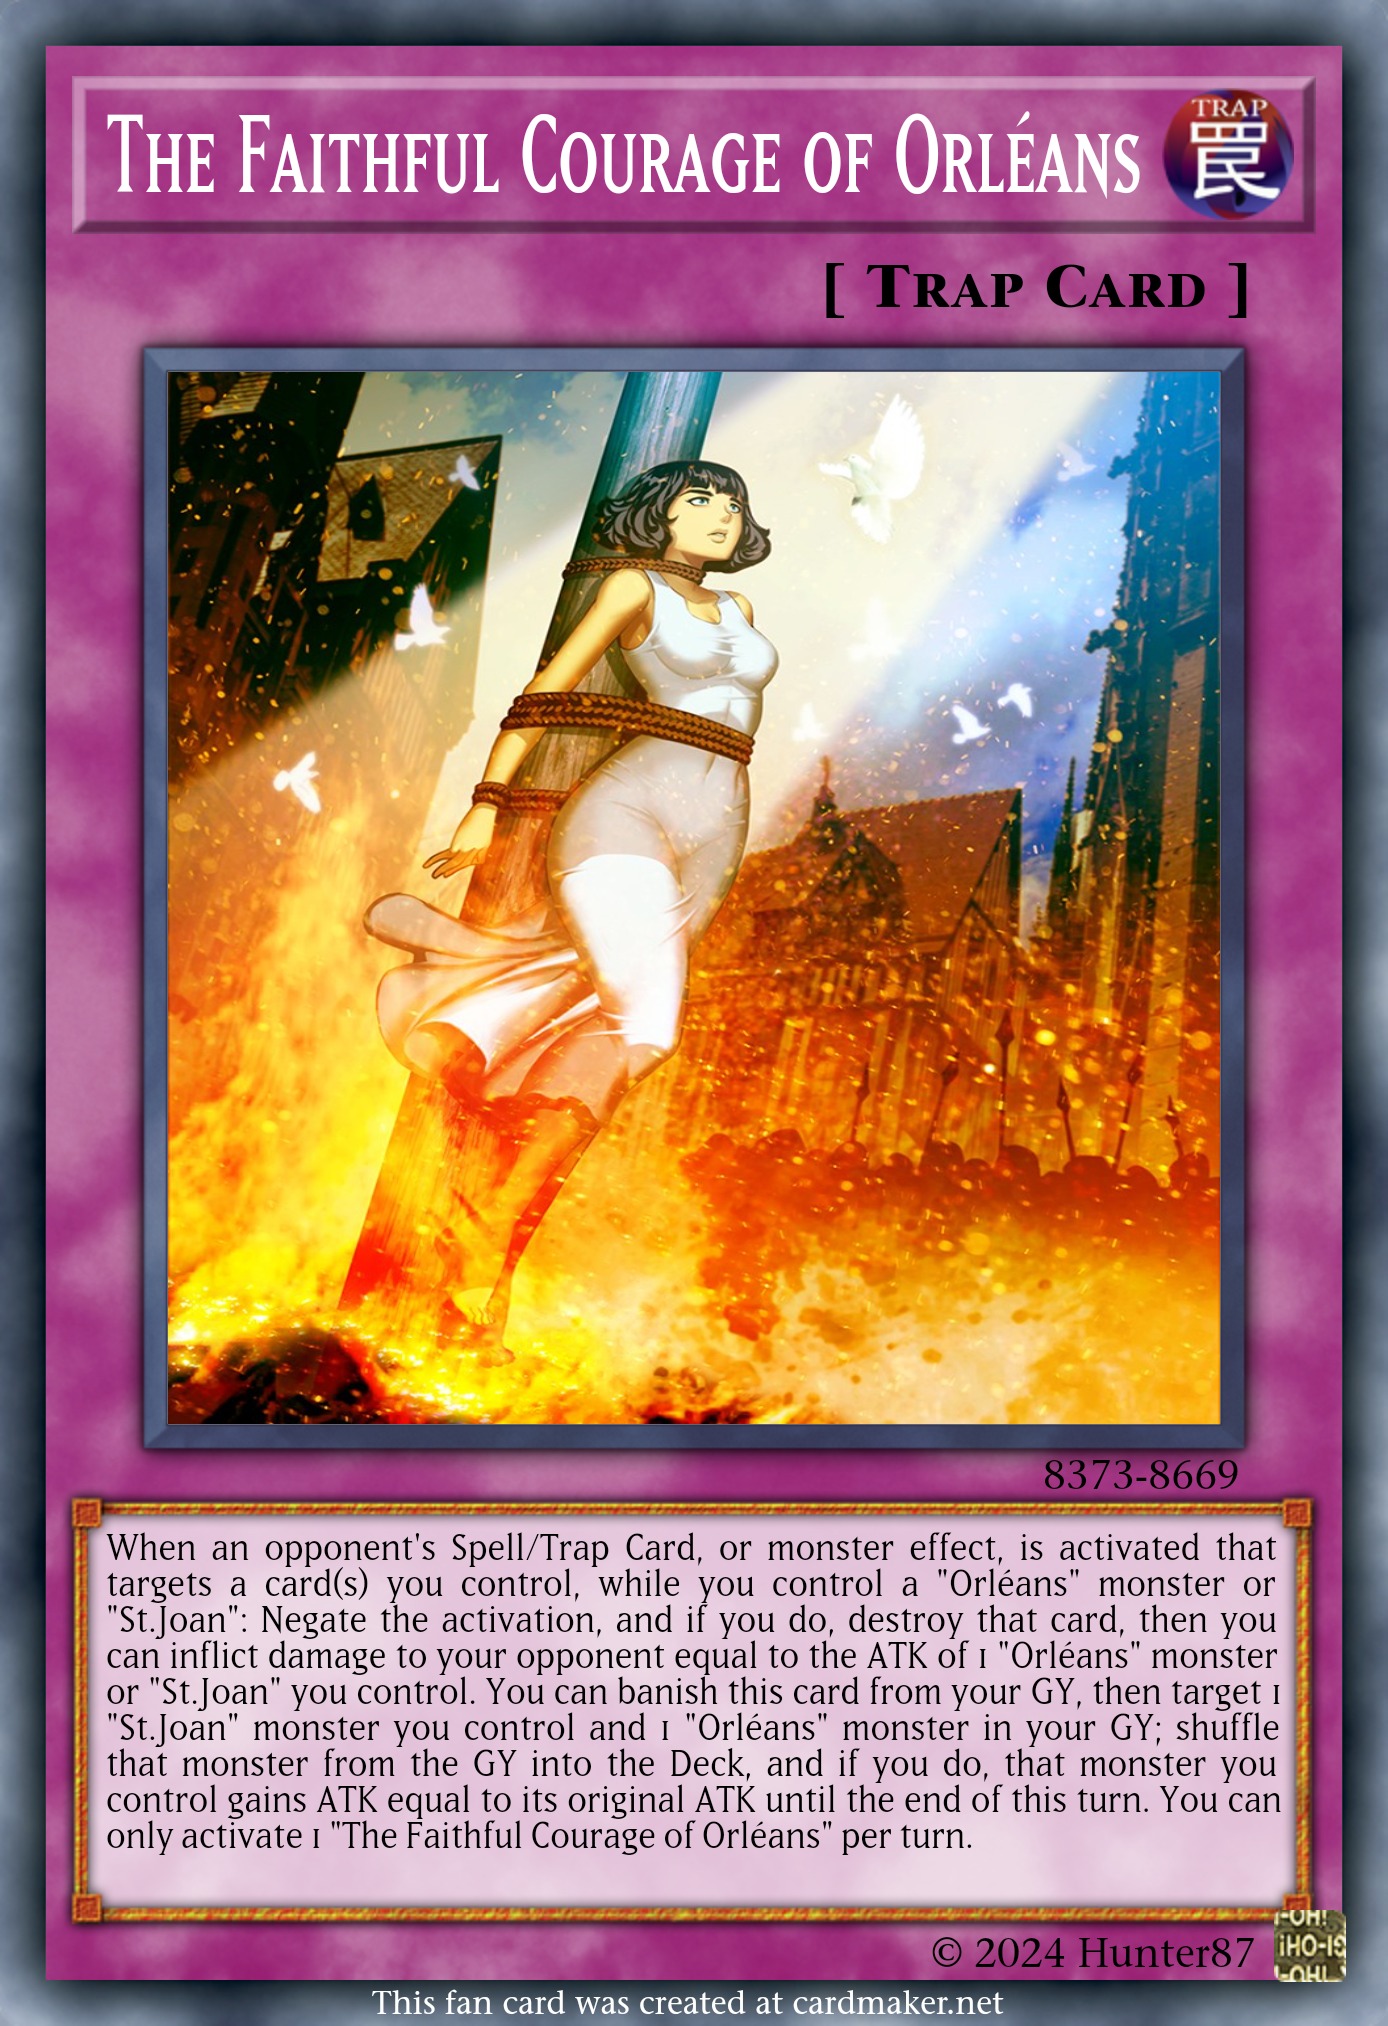 The Faithful Courage of Orléans
TRAP
罠
[ Trap Card ]
8373-8669
When an opponent's Spell/Trap Card, or monster effect, is activated that
targets a card(s) you control, while you control a "Orléans" monster or
"St.Joan": Negate the activation, and if you do, destroy that card, then you
can inflict damage to your opponent equal to the ATK of 1 "Orléans" monster
or "St.Joan" you control. You can banish this card from your GY, then target 1
"St.Joan" monster you control and 1 "Orléans" monster in your GY; shuffle
that monster from the GY into the Deck, and if you do, that monster you
control gains ATK equal to its original ATK until the end of this turn. You can
only activate 1 "The Faithful Courage of Orléans" per turn.
© 2024 Hunter87
This fan card was created at cardmaker.net